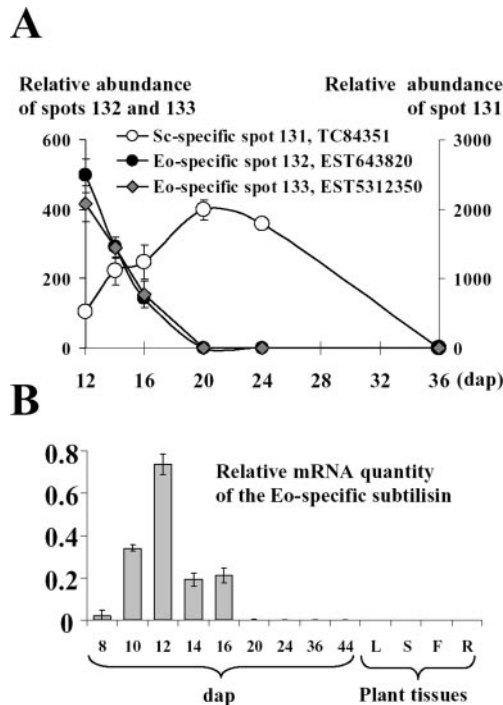 A
Relative abundance of spots 132 and 133
Relative abundance of spot 131
600
3000
Sc-specific spot 131, TC84351
Eo-specific spot 132, EST643820
Eo-specific spot 133, EST5312350
400
2000
200
1000
0
0
12 16 20 24 28 32 36 (dap)
B
0.8
Relative mRNA quantity
of the Eo-specific subtilisin
0.6
0.4
0.2
0
8 10 12 14 16 20 24 36 44 L S F R
dap
Plant tissues